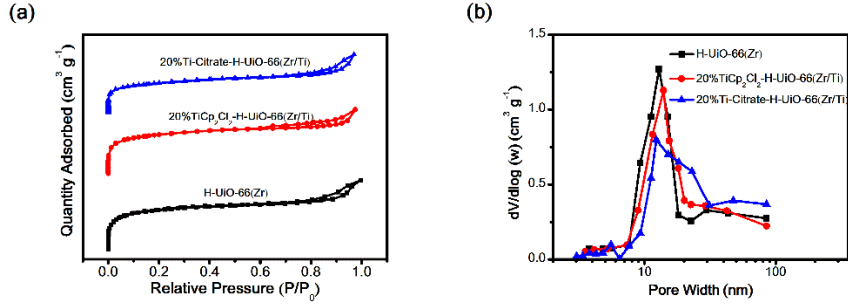 (a)
Quantity Adsorbed (cm³ g⁻¹)
20%Ti-Citrate-H-UiO-66(Zr/Ti)
20%TiCp₂Cl₂-H-UiO-66(Zr/Ti)
H-UiO-66(Zr)
0.0 0.2 0.4 0.6 0.8 1.0
Relative Pressure (P/P₀)
(b)
dV/dlog (w) (cm³ g⁻¹)
1.5
1.0
0.5
0.0
H-UiO-66(Zr)
20%TiCp₂Cl₂-H-UiO-66(Zr/Ti)
20%Ti-Citrate-H-UiO-66(Zr/Ti)
10 100
Pore Width (nm)